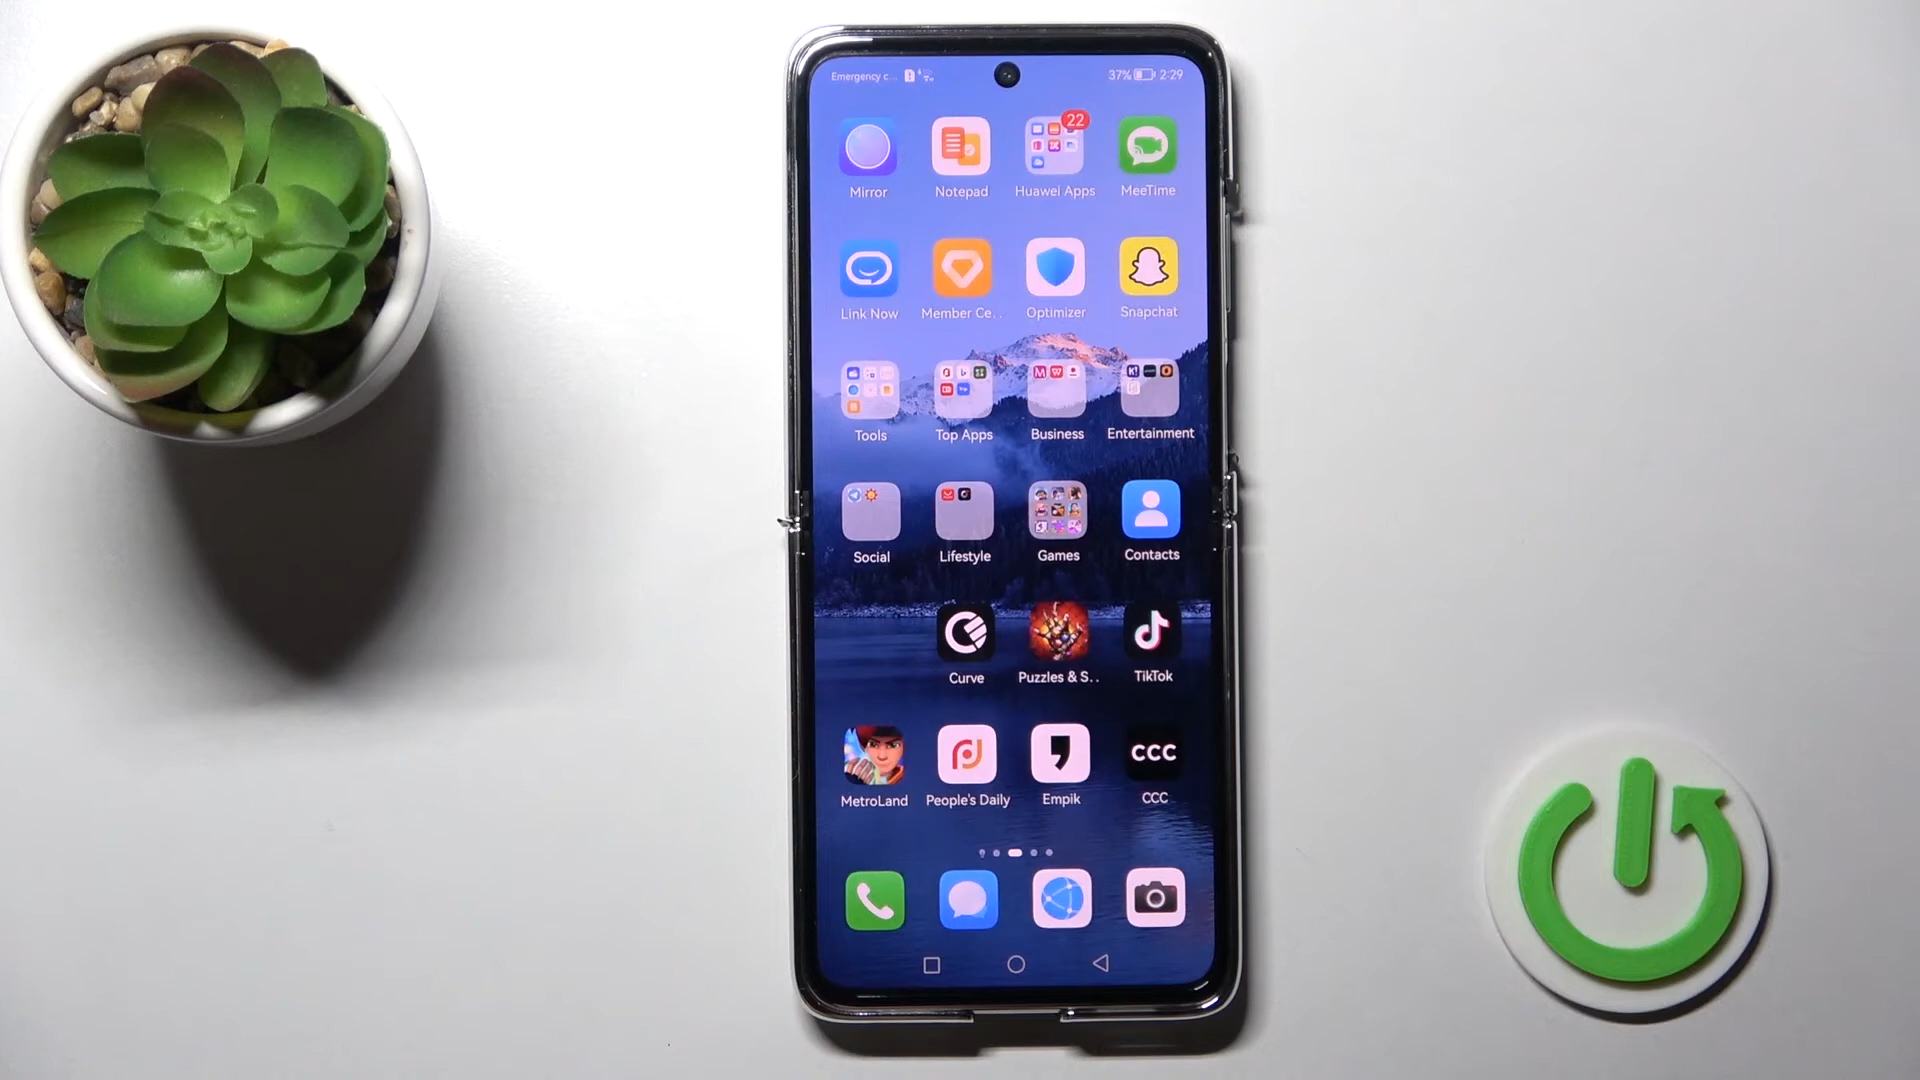 Emergency c... 37% 2:29
22
Mirror Notepad Huawei Apps MeeTime
Link Now Member Ce.. Optimizer Snapchat
Tools Top Apps Business Entertainment
Social Lifestyle Games Contacts
Curve Puzzles & S.. TikTok
CCC
MetroLand People's Daily Empik CCC